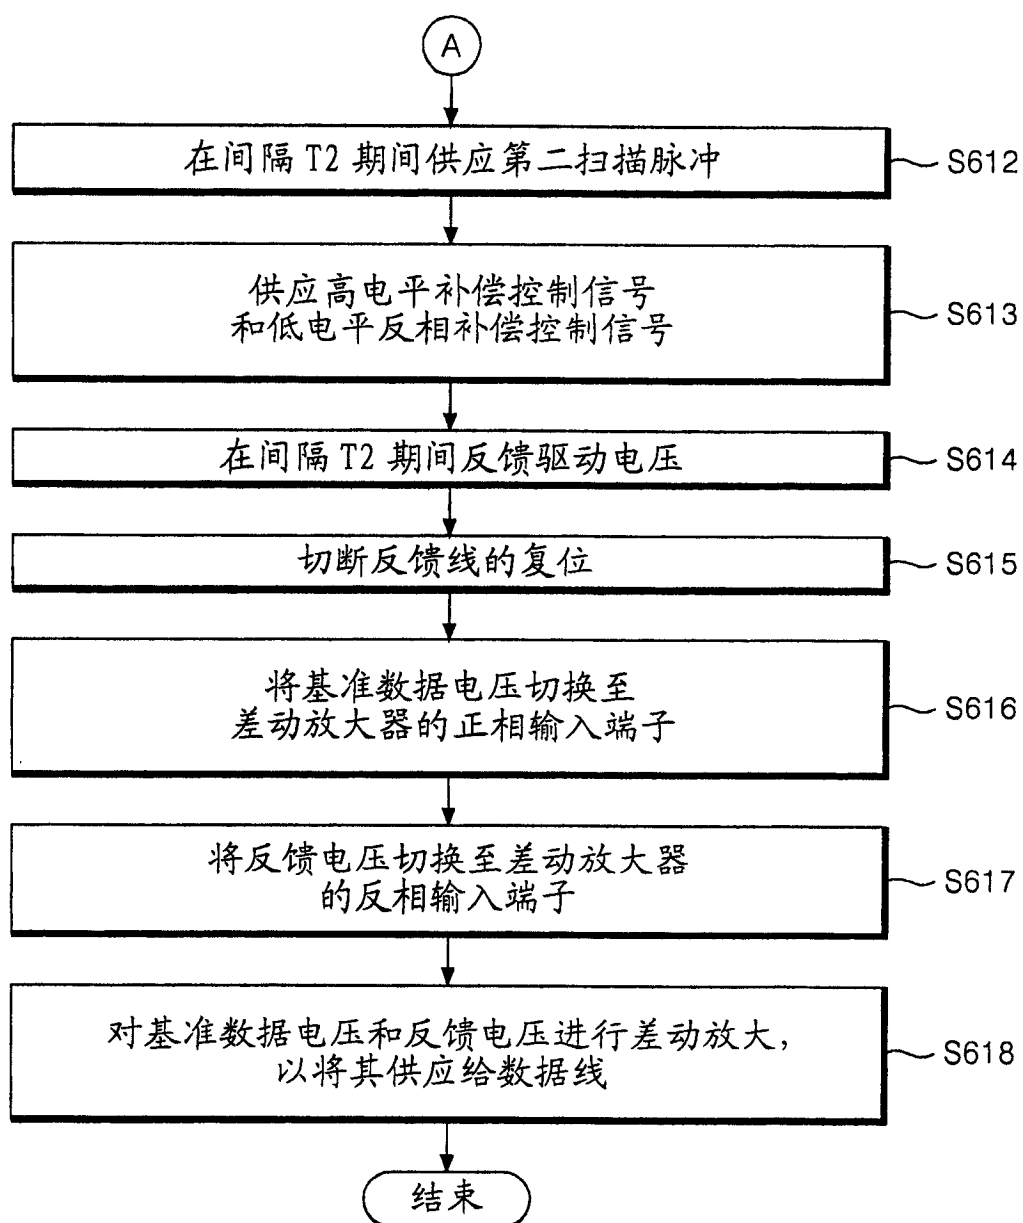 A
在间隔 T2 期间供应第二扫描脉冲
S612
供应高电平补偿控制信号
和低电平反相补偿控制信号
S613
在间隔 T2 期间反馈驱动电压
S614
切断反馈线的复位
S615
将基准数据电压切换至
差动放大器的正相输入端子
S616
将反馈电压切换至差动放大器
的反相输入端子
S617
对基准数据电压和反馈电压进行差动放大，
以将其供应给数据线
S618
结束